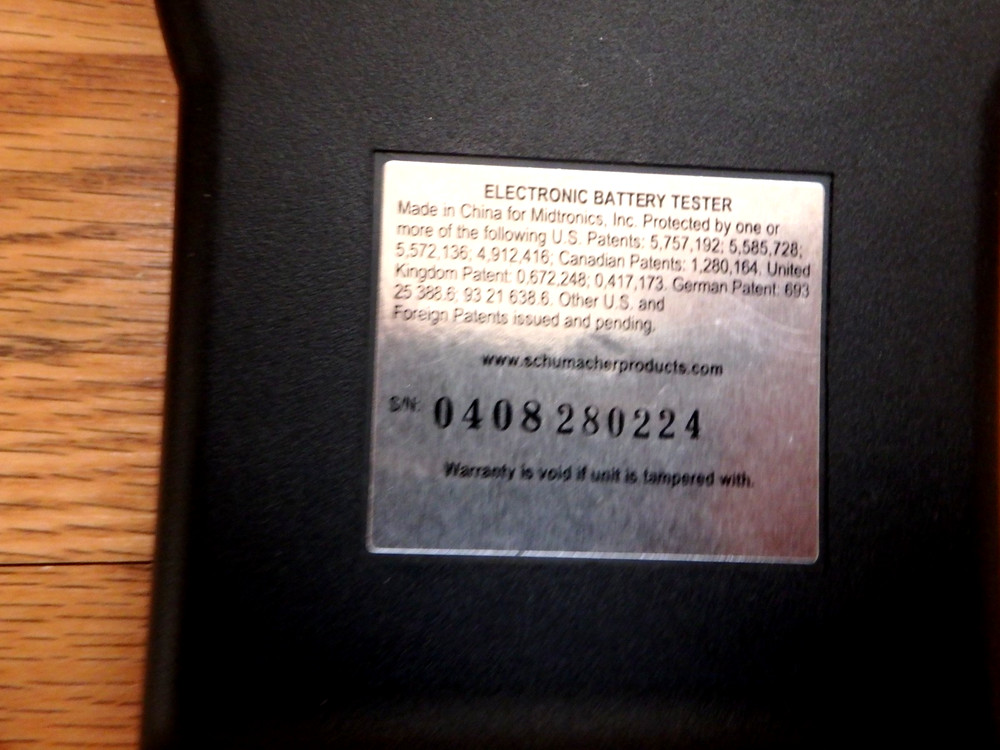 ELECTRONIC BATTERY TESTER
Made in China for Midtronics, Inc. Protected by one or
more of the following U.S. Patents: 5,757,192; 5,585,728;
5,572,136; 4,912,416; Canadian Patents: 1,280,164, United
Kingdom Patent: 0,672,248; 0,417,173. German Patent: 693
25 388.6; 93 21 638.6. Other U.S. and
Foreign Patents issued and pending.
www.schumacherproducts.com
S/N: 0408 280224
Warranty is void if unit is tampered with.